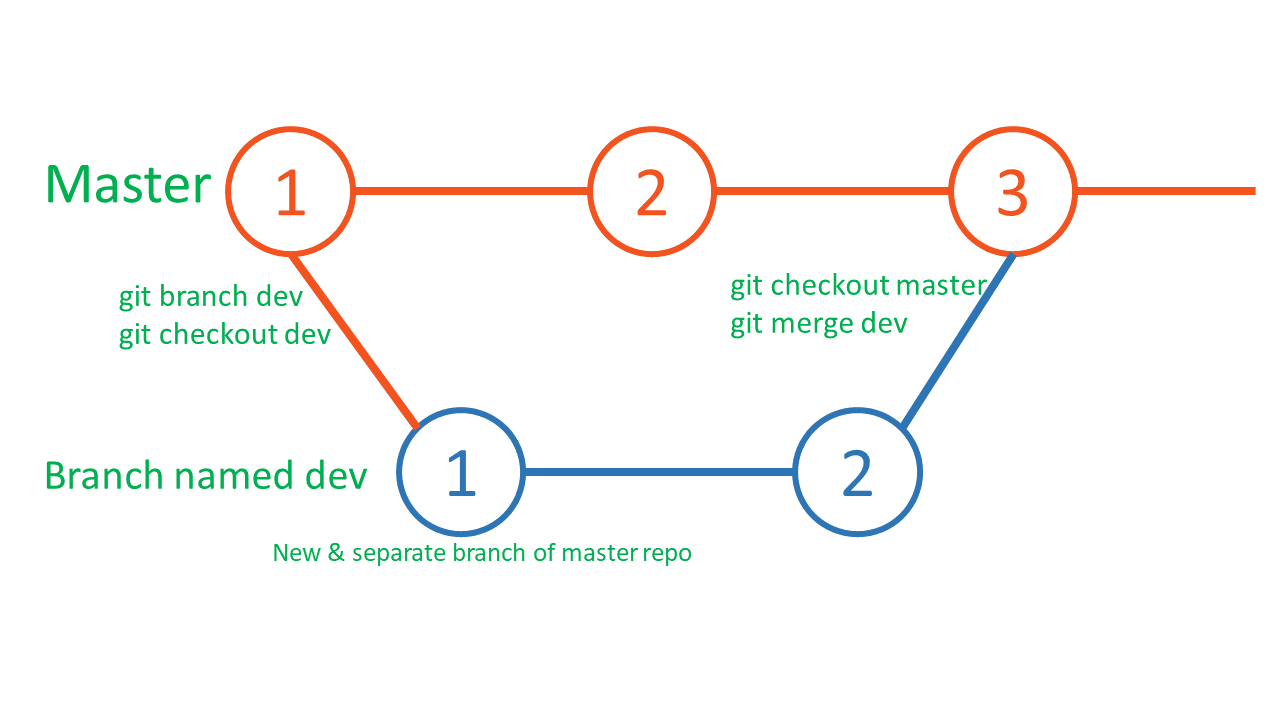 Master
1
2
3
git branch dev
git checkout dev
git checkout master
git merge dev
Branch named dev
1
2
New & separate branch of master repo